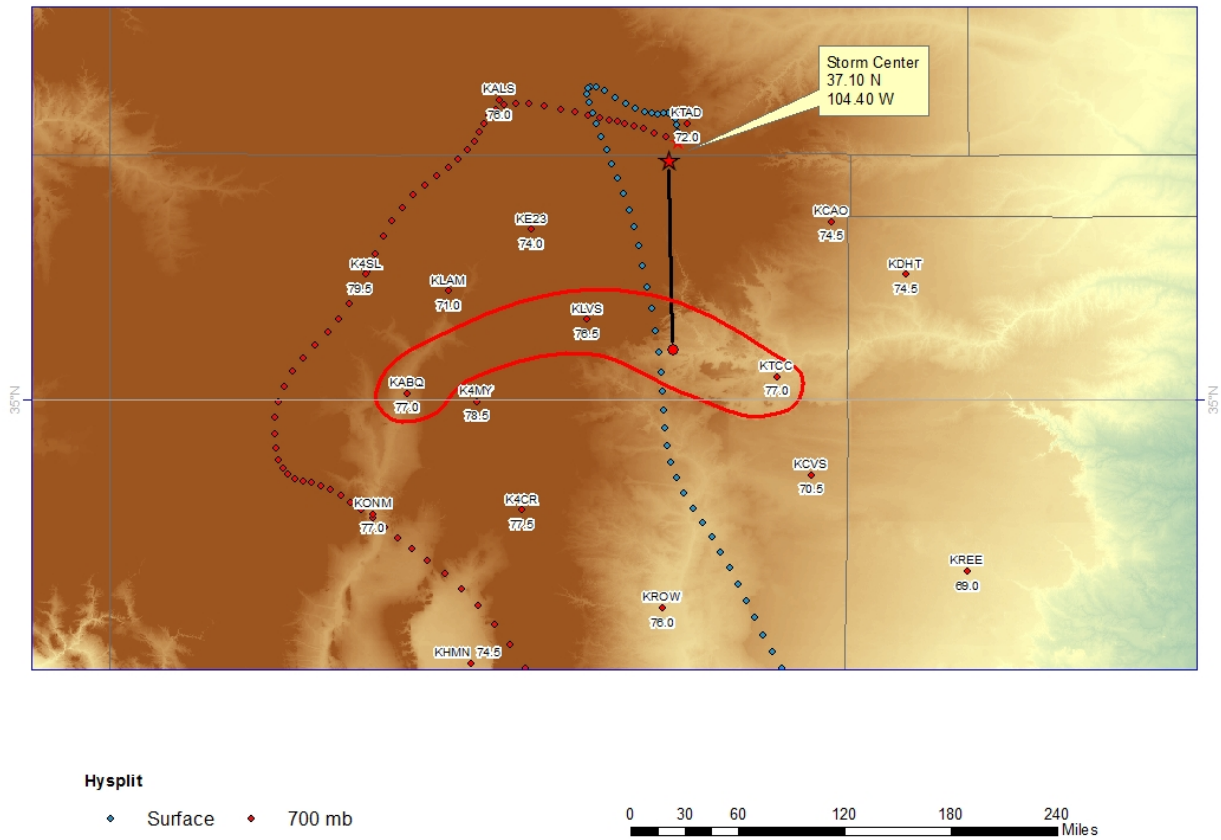 Storm Center
37.10 N
104.40 W
KALS
76.0
KTAD
72.0
KE23
74.0
KCAO
74.5
K4SL
79.5
KLAM
71.0
KDHT
74.5
KLVS
76.5
KABQ
77.0
K4MY
78.5
KTCC
77.0
35°N
35°N
KCVS
70.5
KONM
77.0
K4CR
77.5
KREE
69.0
KROW
76.0
KHMN 74.5
Hysplit
Surface
700 mb
0 30 60 120 180 240
Miles